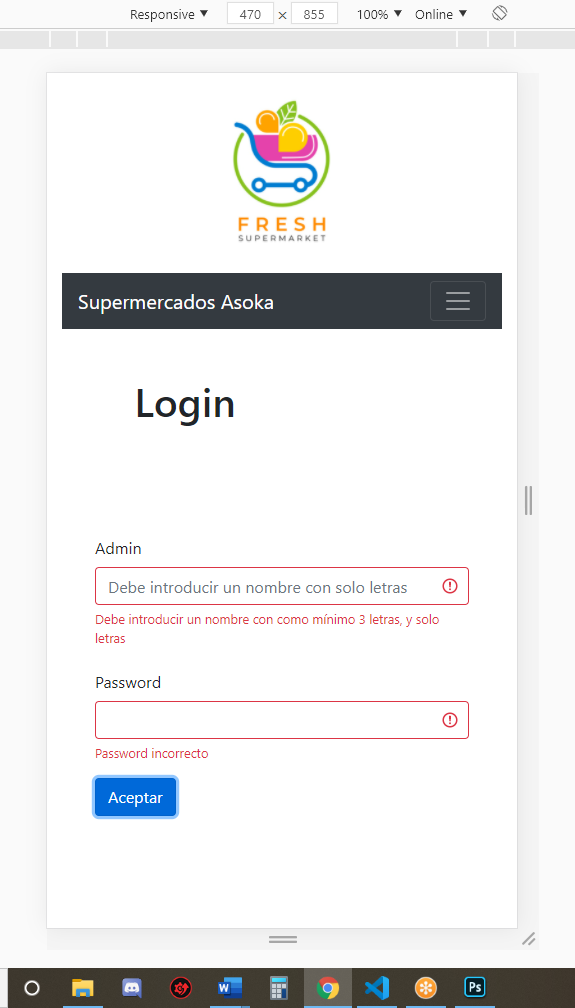 Responsive ▼ 470 × 855 100% ▼ Online ▼
FRESH
SUPERMARKET
Supermercados Asoka
Login
Admin
Debe introducir un nombre con solo letras
Debe introducir un nombre con como mínimo 3 letras, y solo
letras
Password
Password incorrecto
Aceptar
W Ps